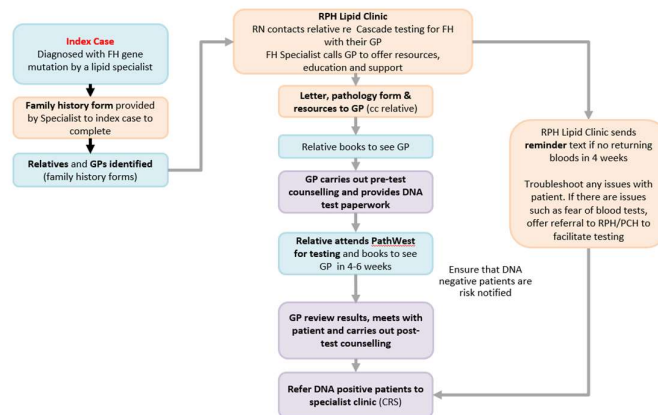 Index Case
Diagnosed with FH gene
mutation by a lipid specialist
Family history form provided
by Specialist to index case to
complete
Relatives and GPs identified
(family history forms)
RPH Lipid Clinic
RN contacts relative re Cascade testing for FH
with their GP
FH Specialist calls GP to offer resources,
education and support
Letter, pathology form &
resources to GP (cc relative)
Relative books to see GP
GP carries out pre-test
counselling and provides DNA
test paperwork
Relative attends PathWest
for testing and books to see
GP in 4-6 weeks
GP review results, meets with
patient and carries out post-
test counselling
Refer DNA positive patients to
specialist clinic (CRS)
Ensure that DNA
negative patients are
risk notified
RPH Lipid Clinic sends
reminder text if no returning
bloods in 4 weeks
Troubleshoot any issues with
patient. If there are issues
such as fear of blood tests,
offer referral to RPH/PCH to
facilitate testing